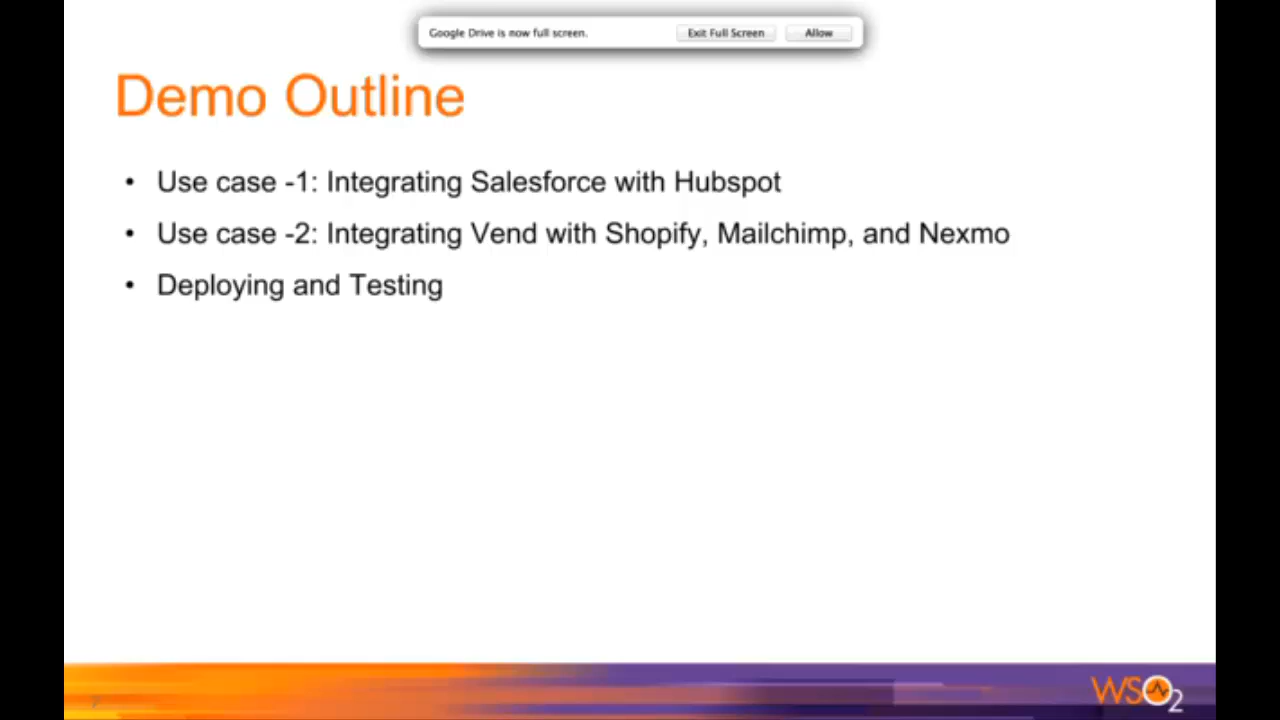 Google Drive is now full screen. Exit Full Screen Allow
Demo Outline
• Use case -1: Integrating Salesforce with Hubspot
• Use case -2: Integrating Vend with Shopify, Mailchimp, and Nexmo
• Deploying and Testing
WSO2